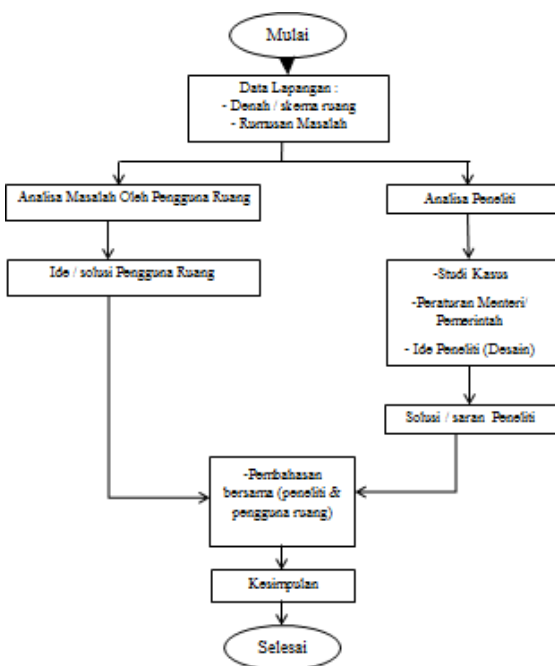 Mulai
Data Lapangan :
- Denah / skema ruang
- Rumusan Masalah
Analisa Masalah Oleh Pengguna Ruang
Analisa Peneliti
Ide / solusi Pengguna Ruang
-Studi Kasus
-Peraturan Menteri/
Pemerintah
- Ide Peneliti (Desain)
Solusi / saran Peneliti
-Pembahasan
bersama (peneliti &
pengguna ruang)
Kesimpulan
Selesai